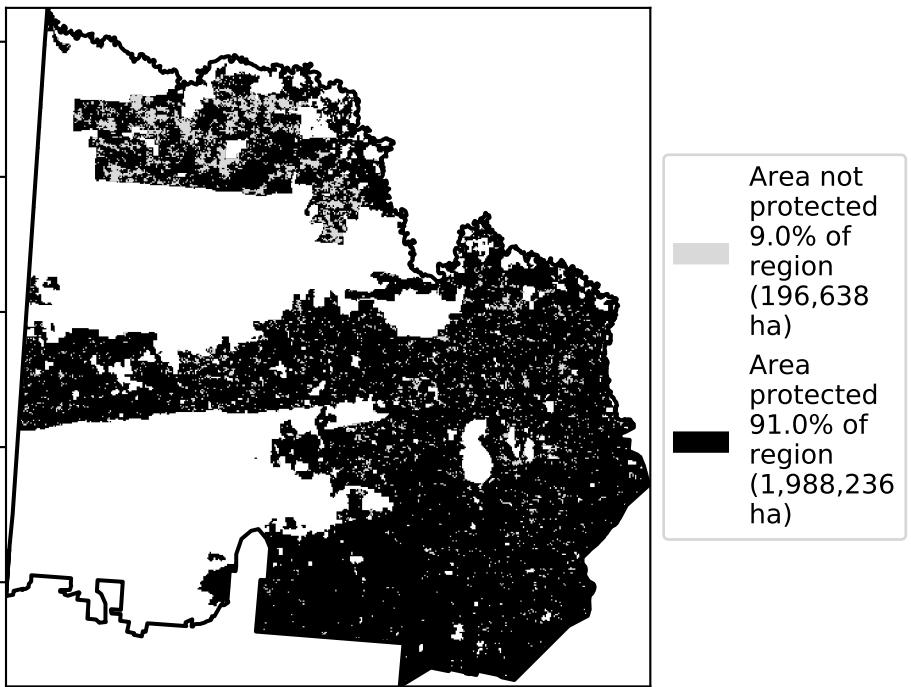 Area not
protected
9.0% of
region
(196,638
ha)
Area
protected
91.0% of
region
(1,988,236
ha)